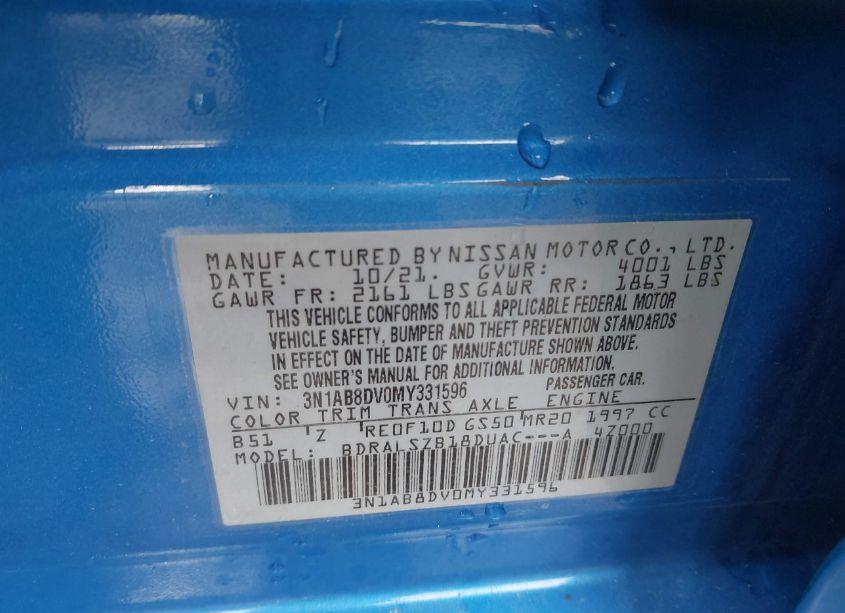 MANUFACTURED BY NISSAN MOTOR CO., LTD.
DATE: 10/21. GVWR: 4001 LBS
GAWR FR: 2161 LBS GAWR RR: 1863 LBS
THIS VEHICLE CONFORMS TO ALL APPLICABLE FEDERAL MOTOR
VEHICLE SAFETY, BUMPER AND THEFT PREVENTION STANDARDS
IN EFFECT ON THE DATE OF MANUFACTURE SHOWN ABOVE.
SEE OWNER'S MANUAL FOR ADDITIONAL INFORMATION.
VIN: 3N1AB8DV0MY331596 PASSENGER CAR.
COLOR TRIM TRANS AXLE ENGINE
B51 'Z 'RE0F10D GS50'MR20 1997 CC
MODEL: BDRALSZB18DUAC---A 4Z000
3N1AB8DV0MY331596